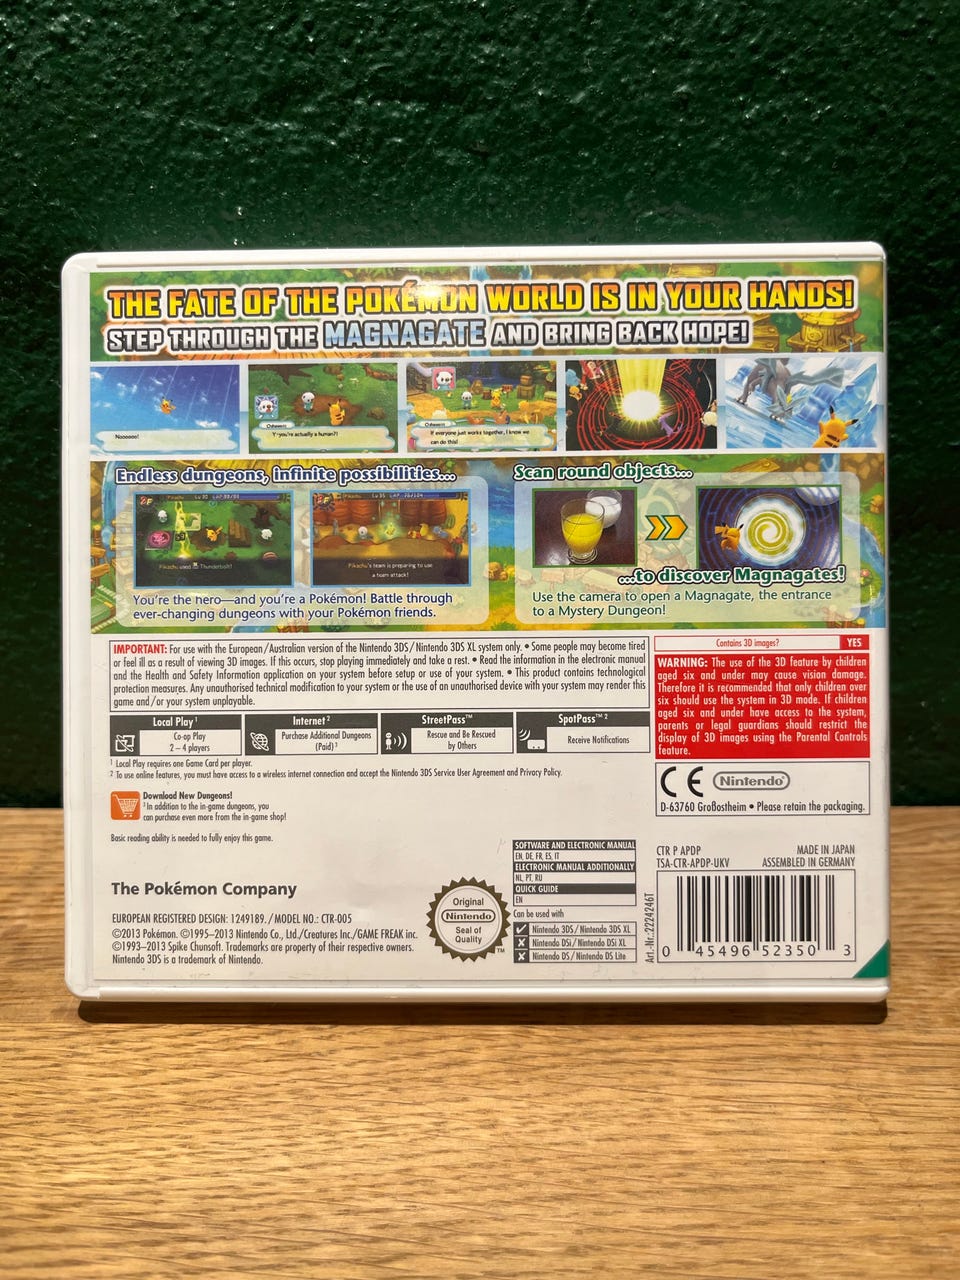 THE FATE OF THE POKÉMON WORLD IS IN YOUR HANDS!
STEP THROUGH THE MAGNAGATE AND BRING BACK HOPE!
Nooooo!
Oshawott
Y-you're actually a human?!
Oshawott
If everyone just works together, I know we
can do this!
Endless dungeons, infinite possibilities...
2F
Pikachu used Thunderbolt!
Pikachu's team is preparing to use
a team attack!
You're the hero—and you're a Pokémon! Battle through
ever-changing dungeons with your Pokémon friends.
Scan round objects...
...to discover Magnagates!
Use the camera to open a Magnagate, the entrance
to a Mystery Dungeon!
IMPORTANT: For use with the European/Australian version of the Nintendo 3DS/Nintendo 3DS XL system only. • Some people may become tired
or feel ill as a result of viewing 3D images. If this occurs, stop playing immediately and take a rest. • Read the information in the electronic manual
and the Health and Safety Information application on your system before setup or use of your system. • This product contains technological
protection measures. Any unauthorised technical modification to your system or the use of an unauthorised device with your system may render this
game and/or your system unplayable.
Contains 3D images? YES
WARNING: The use of the 3D feature by children
aged six and under may cause vision damage.
Therefore it is recommended that only children over
six should use the system in 3D mode. If children
aged six and under have access to the system,
parents or legal guardians should restrict the
display of 3D images using the Parental Controls
feature.
Local Play¹
Co-op Play
2–4 players
Internet²
Purchase Additional Dungeons
(Paid)³
StreetPass™
Rescue and Be Rescued
by Others
SpotPass™ ²
Receive Notifications
¹ Local Play requires one Game Card per player.
² To use online features, you must have access to a wireless internet connection and accept the Nintendo 3DS Service User Agreement and Privacy Policy.
Download New Dungeons!
³ In addition to the in-game dungeons, you
can purchase even more from the in-game shop!
Basic reading ability is needed to fully enjoy this game.
CE Nintendo®
D-63760 Großostheim • Please retain the packaging.
The Pokémon Company
EUROPEAN REGISTERED DESIGN: 1249189./MODEL NO.: CTR-005
©2013 Pokémon. ©1995–2013 Nintendo Co., Ltd./Creatures Inc./GAME FREAK inc.
©1993–2013 Spike Chunsoft. Trademarks are property of their respective owners.
Nintendo 3DS is a trademark of Nintendo.
Original
Nintendo®
Seal of
Quality
TM
SOFTWARE AND ELECTRONIC MANUAL
EN, DE, FR, ES, IT
ELECTRONIC MANUAL ADDITIONALLY
NL, PT, RU
QUICK GUIDE
EN
Can be used with
Nintendo 3DS/Nintendo 3DS XL
Nintendo DSi/Nintendo DSi XL
Nintendo DS/Nintendo DS Lite
Art.-Nr.:2224246T
CTR P APDP MADE IN JAPAN
TSA-CTR-APDP-UKV ASSEMBLED IN GERMANY
0 45496 52350 3